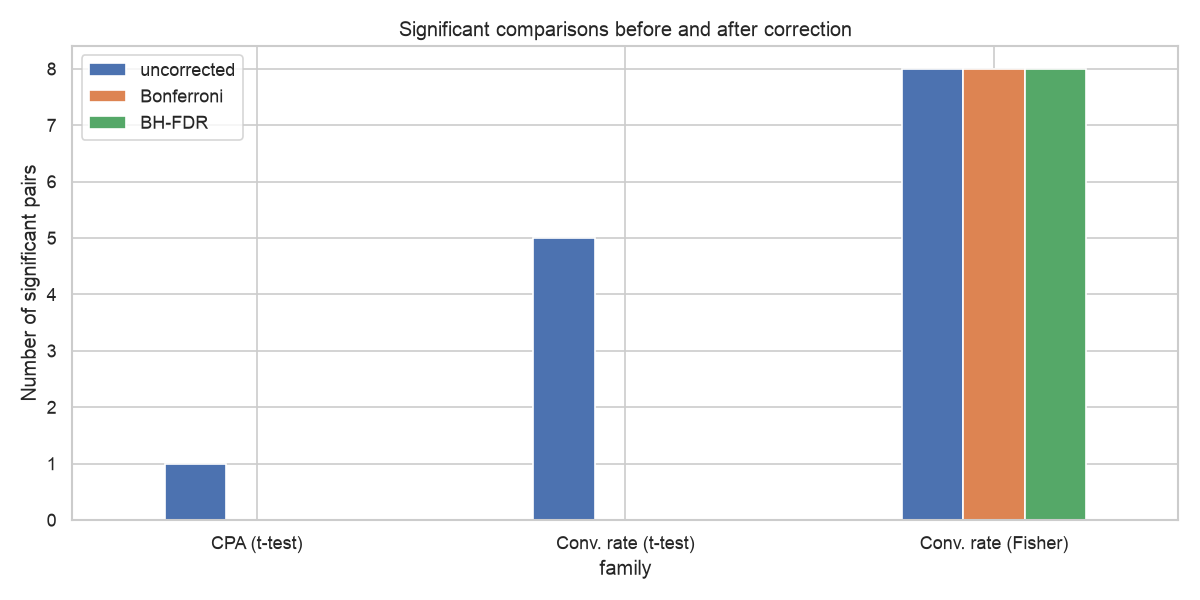 Significant comparisons before and after correction
uncorrected
Bonferroni
BH-FDR
Number of significant pairs
8
7
6
5
4
3
2
1
0
CPA (t-test)
Conv. rate (t-test)
Conv. rate (Fisher)
family